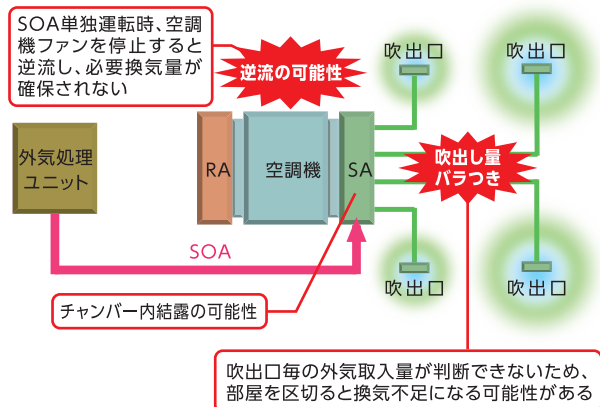 SOA単独運転時、空調
機ファンを停止すると
逆流し、必要換気量が
確保されない
逆流の可能性
吹出口
吹出口
外気処理
ユニット
RA
空調機
SA
吹出し量
バラつき
SOA
吹出口
吹出口
チャンバー内結露の可能性
吹出口毎の外気取入量が判断できないため、
部屋を区切ると換気不足になる可能性がある